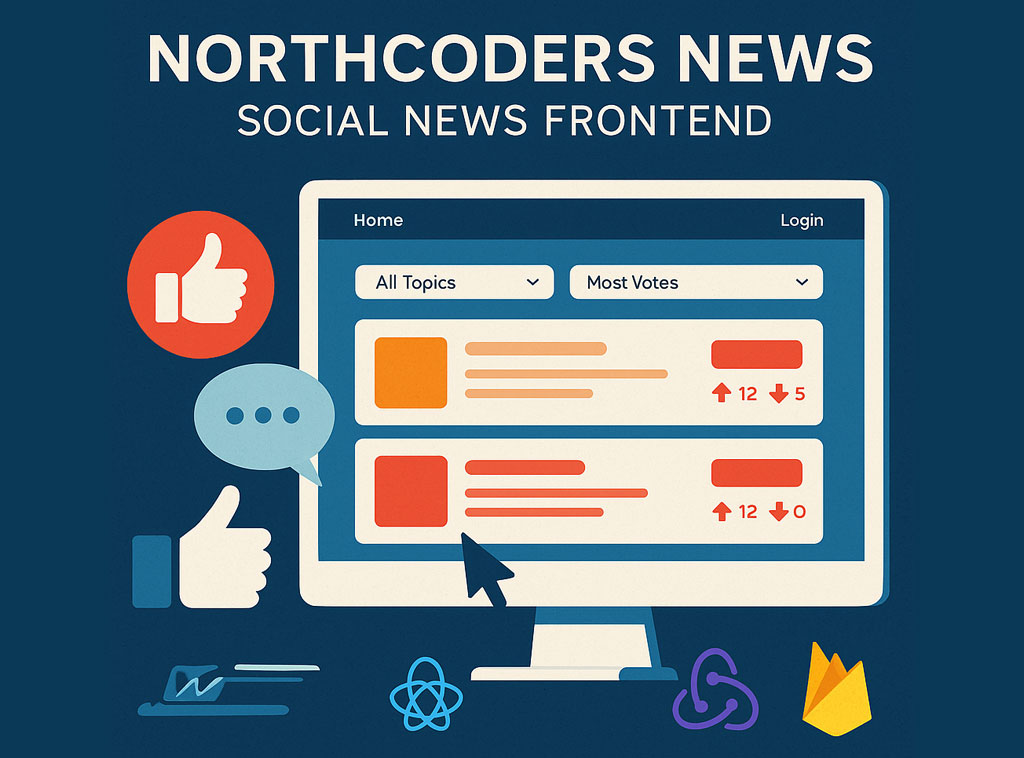 NORTHCODERS NEWS
SOCIAL NEWS FRONTEND
Home Login
All Topics Most Votes
12 5
12 0